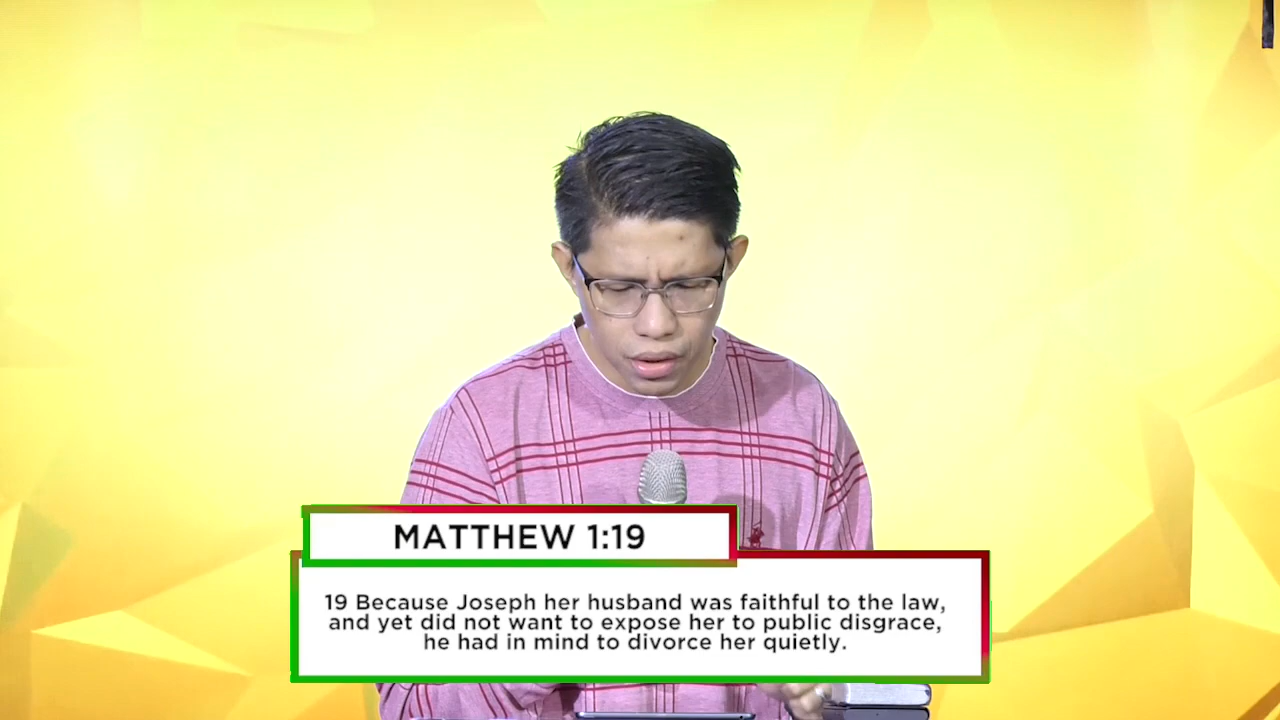 MATTHEW 1:19
19 Because Joseph her husband was faithful to the law,
and yet did not want to expose her to public disgrace,
he had in mind to divorce her quietly.